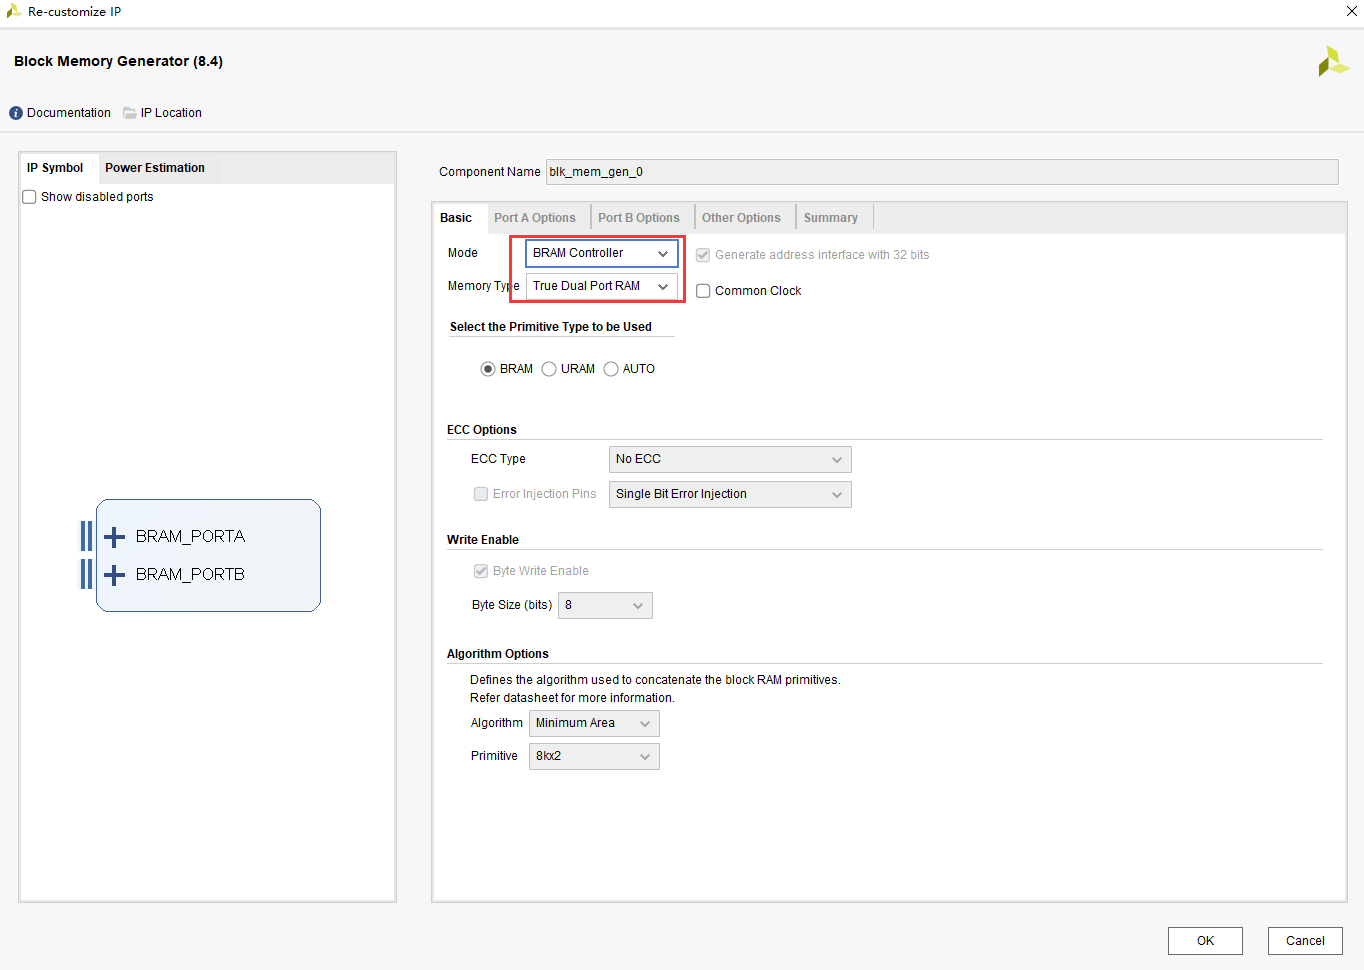 Re-customize IP
Block Memory Generator (8.4)
Documentation IP Location
IP Symbol Power Estimation
Show disabled ports
BRAM_PORTA
BRAM_PORTB
Component Name blk_mem_gen_0
Basic Port A Options Port B Options Other Options Summary
Mode BRAM Controller Generate address interface with 32 bits
Memory Type True Dual Port RAM Common Clock
Select the Primitive Type to be Used
BRAM URAM AUTO
ECC Options
ECC Type No ECC
Error Injection Pins Single Bit Error Injection
Write Enable
Byte Write Enable
Byte Size (bits) 8
Algorithm Options
Defines the algorithm used to concatenate the block RAM primitives.
Refer datasheet for more information.
Algorithm Minimum Area
Primitive 8kx2
OK Cancel